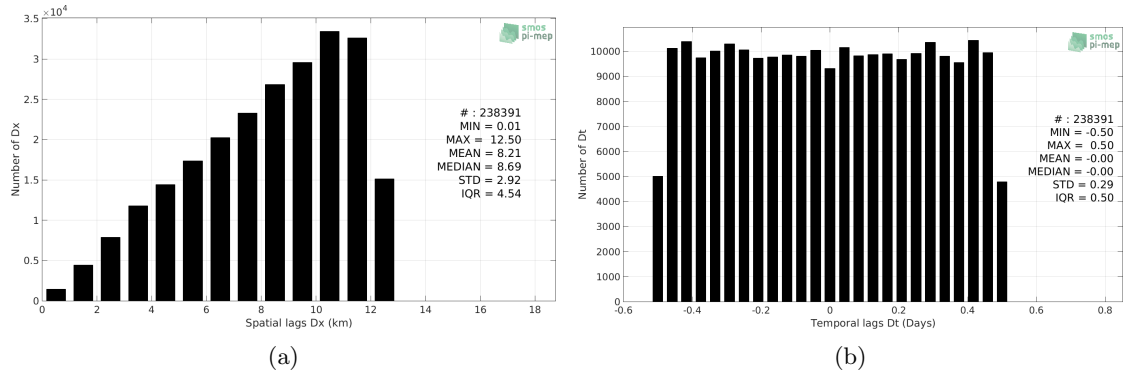 ×10⁴
3.5
3
2.5
2
1.5
1
0.5
0
Number of Dx
0 2 4 6 8 10 12 14 16 18
Spatial lags Dx (km)
smos
pi-mep
# : 238391
MIN = 0.01
MAX = 12.50
MEAN = 8.21
MEDIAN = 8.69
STD = 2.92
IQR = 4.54
(a)
10000
9000
8000
7000
6000
5000
4000
3000
2000
1000
0
Number of Dt
-0.6 -0.4 -0.2 0 0.2 0.4 0.6 0.8
Temporal lags Dt (Days)
smos
pi-mep
# : 238391
MIN = -0.50
MAX = 0.50
MEAN = -0.00
MEDIAN = -0.00
STD = 0.29
IQR = 0.50
(b)